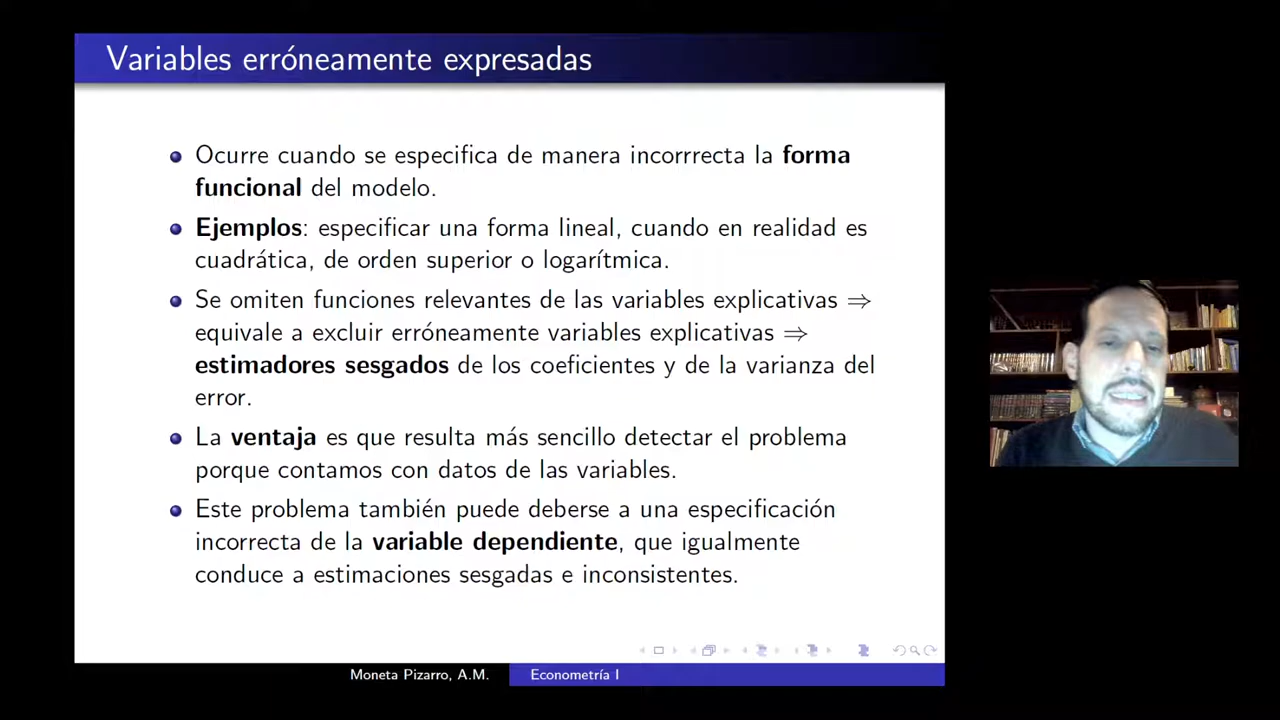 Variables erróneamente expresadas
Ocurre cuando se especifica de manera incorrrecta la forma
funcional del modelo.
Ejemplos: especificar una forma lineal, cuando en realidad es
cuadrática, de orden superior o logarítmica.
Se omiten funciones relevantes de las variables explicativas ⇒
equivale a excluir erróneamente variables explicativas ⇒
estimadores sesgados de los coeficientes y de la varianza del
error.
La ventaja es que resulta más sencillo detectar el problema
porque contamos con datos de las variables.
Este problema también puede deberse a una especificación
incorrecta de la variable dependiente, que igualmente
conduce a estimaciones sesgadas e inconsistentes.
Moneta Pizarro, A.M. Econometría I